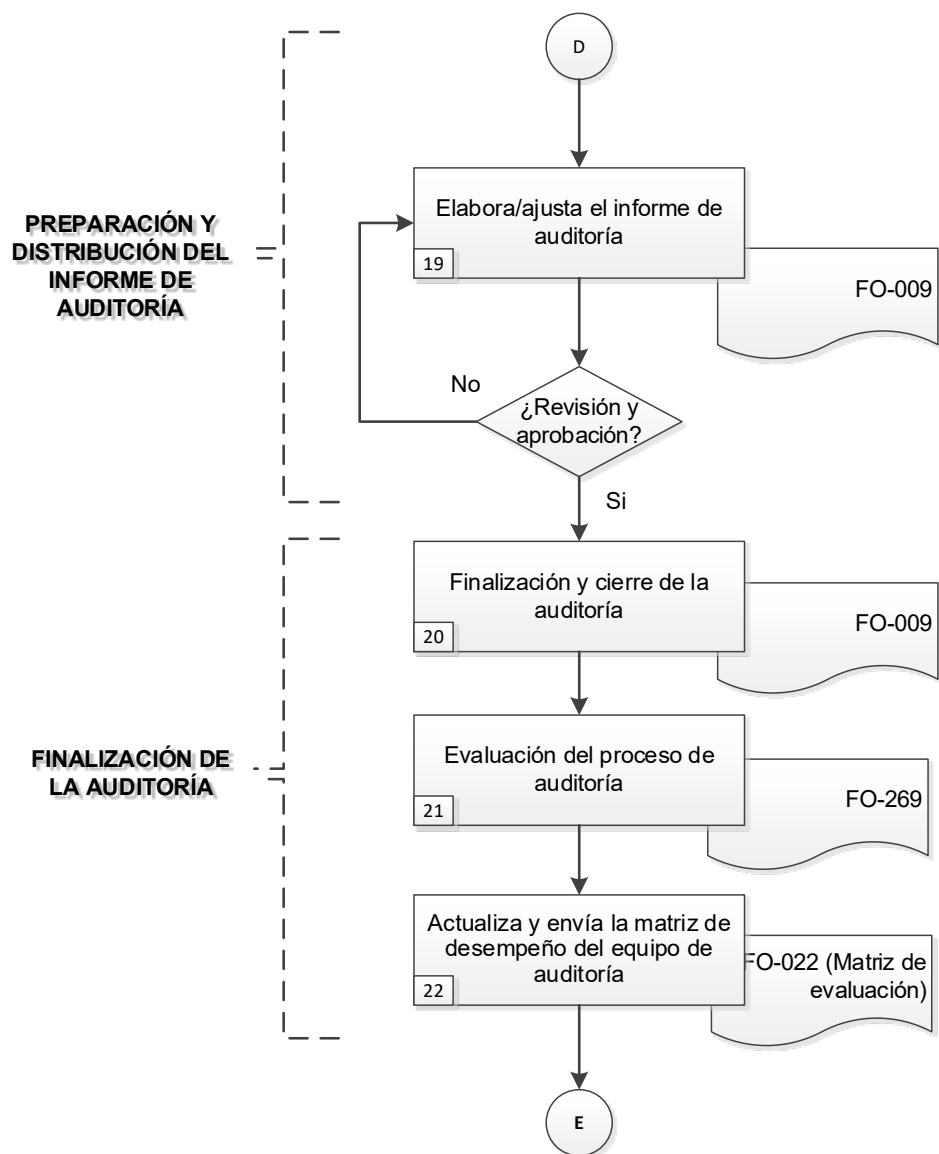 D
PREPARACIÓN Y
DISTRIBUCIÓN DEL
INFORME DE
AUDITORÍA
Elabora/ajusta el informe de
auditoría
19
FO-009
No
¿Revisión y
aprobación?
Si
Finalización y cierre de la
auditoría
20
FO-009
FINALIZACIÓN DE
LA AUDITORÍA
Evaluación del proceso de
auditoría
21
FO-269
Actualiza y envía la matriz de
desempeño del equipo de
auditoría
22
FO-022 (Matriz de
evaluación)
E